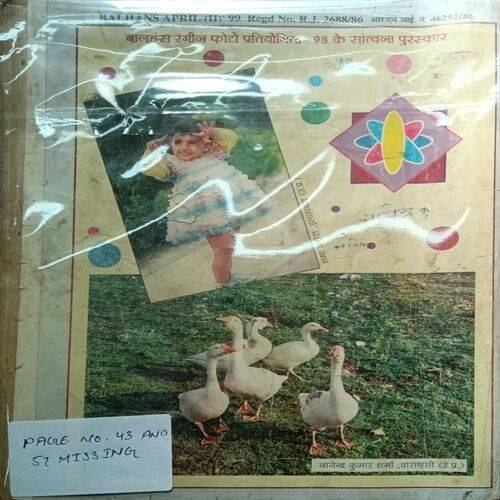 BALHANS APRIL (II)' 99 Regd No. R.J. 2688/86 आर.एन.आई. नं. 46292/86
बालहंस रंगीन फोटो प्रतियोगिता - 98 के सांत्वना पुरस्कार
नागेन्द्र कुमार शर्मा ,वाराणसी (उ.प्र.)
PAGE NO. 43 AND
57 MISSING